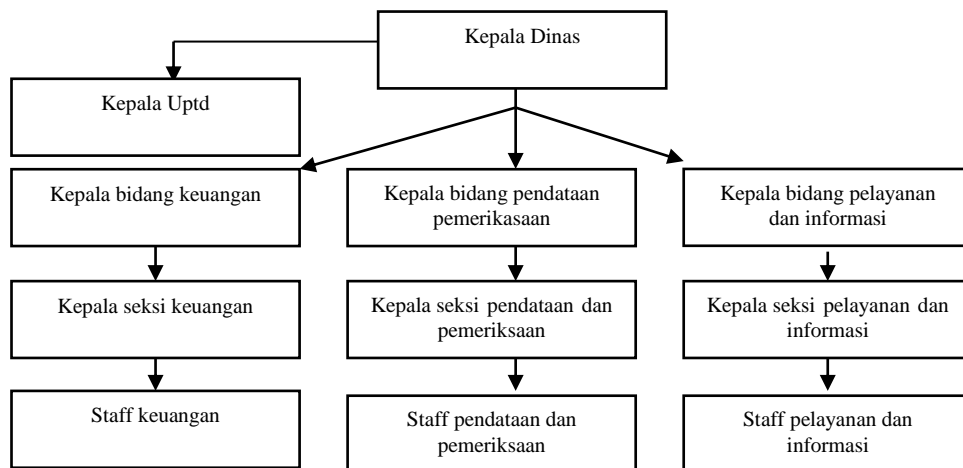 Kepala Dinas
Kepala Uptd
Kepala bidang keuangan
Kepala bidang pendataan
pemerikasaan
Kepala bidang pelayanan
dan informasi
Kepala seksi keuangan
Kepala seksi pendataan dan
pemeriksaan
Kepala seksi pelayanan dan
informasi
Staff keuangan
Staff pendataan dan
pemeriksaan
Staff pelayanan dan
informasi